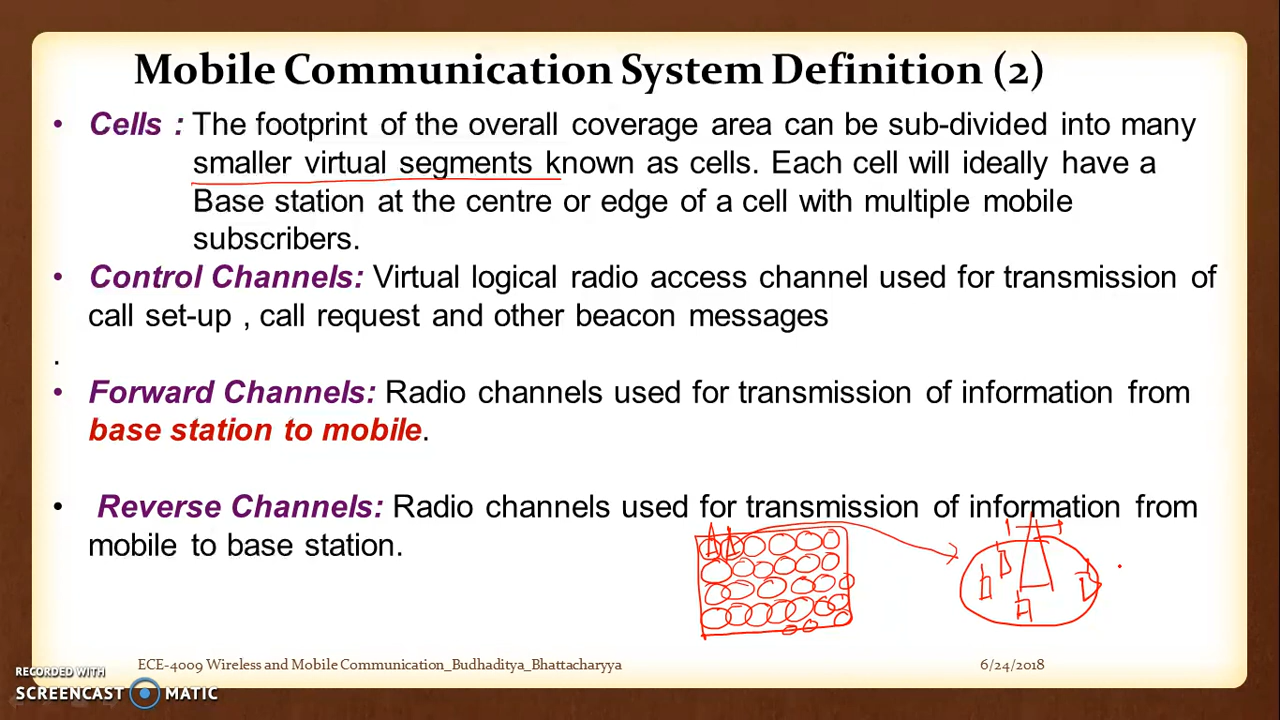 Mobile Communication System Definition (2)
• Cells : The footprint of the overall coverage area can be sub-divided into many
smaller virtual segments known as cells. Each cell will ideally have a
Base station at the centre or edge of a cell with multiple mobile
subscribers.
• Control Channels: Virtual logical radio access channel used for transmission of
call set-up , call request and other beacon messages
.
• Forward Channels: Radio channels used for transmission of information from
base station to mobile.
• Reverse Channels: Radio channels used for transmission of information from
mobile to base station.
ECE-4009 Wireless and Mobile Communication_Budhaditya_Bhattacharyya
6/24/2018
RECORDED WITH
SCREENCAST MATIC